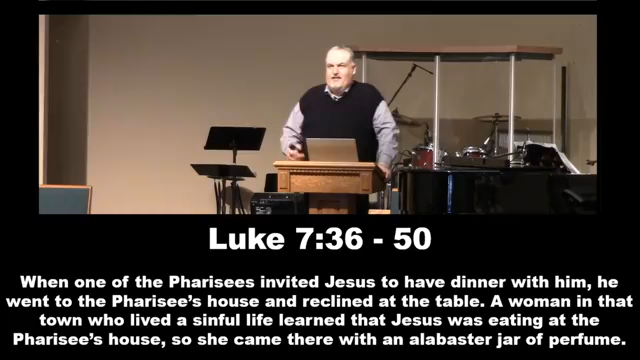 Luke 7:36 - 50
When one of the Pharisees invited Jesus to have dinner with him, he
went to the Pharisee’s house and reclined at the table. A woman in that
town who lived a sinful life learned that Jesus was eating at the
Pharisee’s house, so she came there with an alabaster jar of perfume.